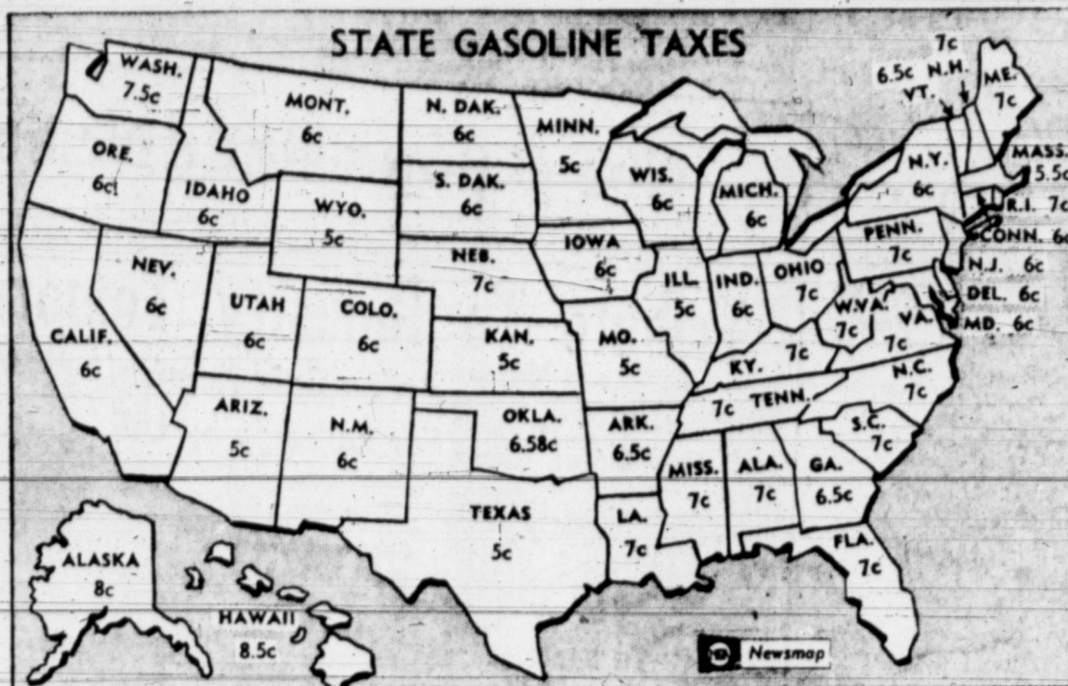 STATE GASOLINE TAXES
WASH.
7.5c
ORE.
6c
IDAHO
6c
MONT.
6c
WYO.
5c
N. DAK.
6c
S. DAK.
6c
NEB.
7c
MINN.
5c
IOWA
6c
WIS.
6c
MICH.
6c
7c
6.5c N.H.
VT.
ME.
7c
N.Y.
6c
MASS.
5.5c
R.I. 7c
CONN. 6c
N.J. 6c
DEL. 6c
MD. 6c
PENN.
7c
NEV.
6c
UTAH
6c
COLO.
6c
CALIF.
6c
KAN.
5c
MO.
5c
ILL.
5c
IND.
6c
OHIO
7c
W.VA.
7c
VA.
7c
7c
KY.
7c TENN.
N.C.
7c
S.C.
7c
ARIZ.
5c
N.M.
6c
OKLA.
6.58c
ARK.
6.5c
TEXAS
5c
LA.
7c
MISS.
7c
ALA.
7c
GA.
6.5c
FLA.
7c
ALASKA
8c
HAWAII
8.5c
Newsmap